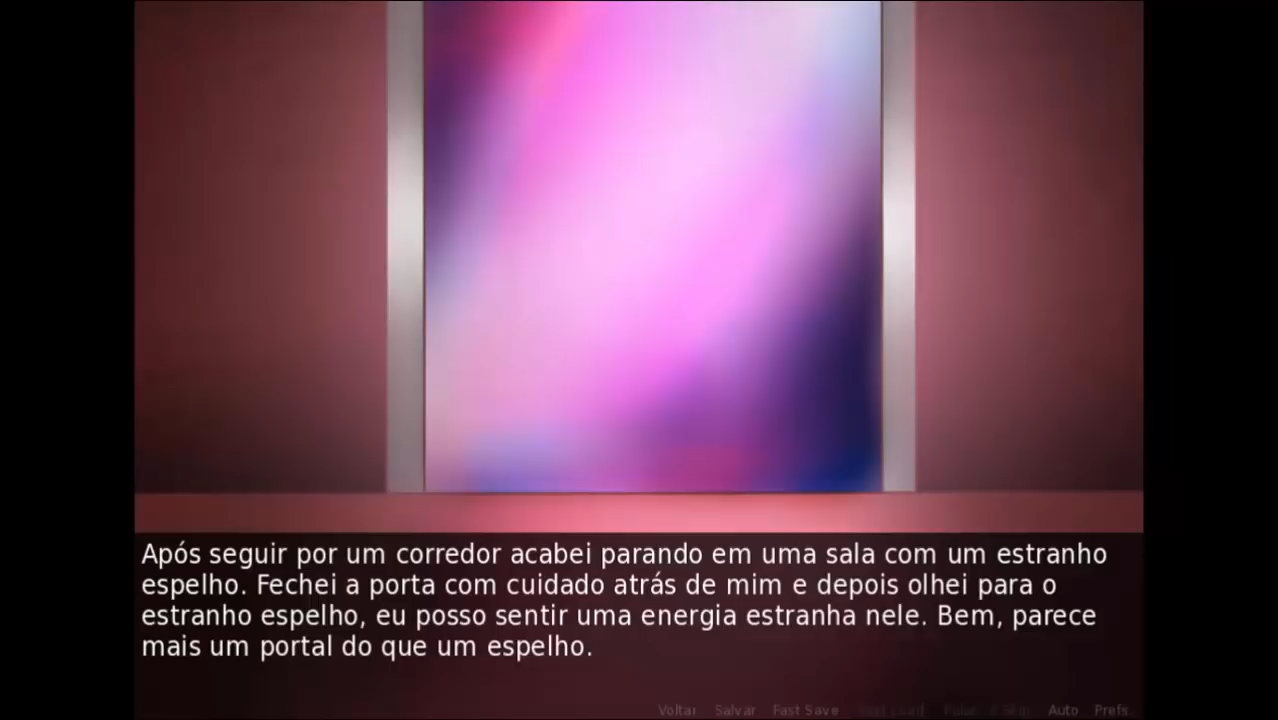 Após seguir por um corredor acabei parando em uma sala com um estranho
espelho. Fechei a porta com cuidado atrás de mim e depois olhei para o
estranho espelho, eu posso sentir uma energia estranha nele. Bem, parece
mais um portal do que um espelho.
Voltar Salvar Fast Save Auto Prefs